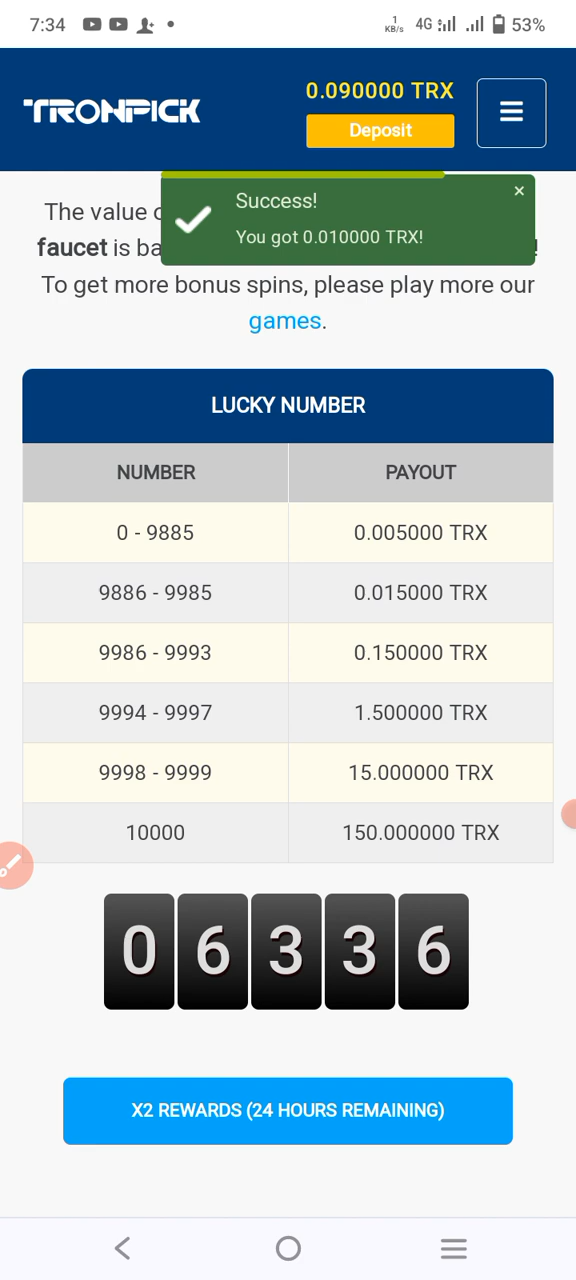 7:34 1 KB/s 4G 53%
TRONPICK
0.090000 TRX
Deposit
Success!
You got 0.010000 TRX!
×
The value
faucet is ba !
To get more bonus spins, please play more our
games.
LUCKY NUMBER
NUMBER PAYOUT
0 - 9885 0.005000 TRX
9886 - 9985 0.015000 TRX
9986 - 9993 0.150000 TRX
9994 - 9997 1.500000 TRX
9998 - 9999 15.000000 TRX
10000 150.000000 TRX
0 6 3 3 6
X2 REWARDS (24 HOURS REMAINING)